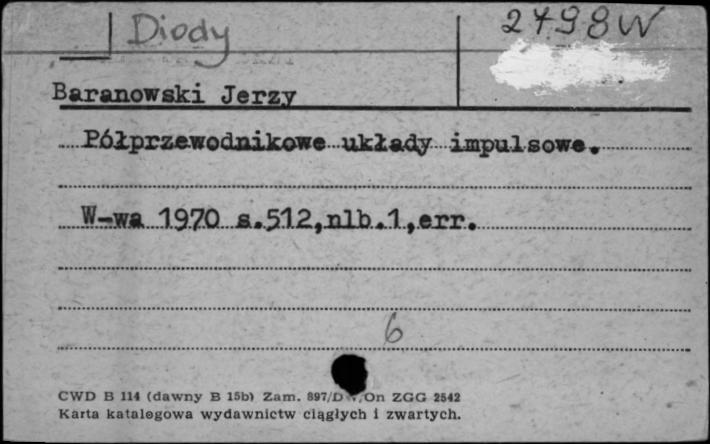 Diody
2798W
Baranowski Jerzy
Półprzewodnikowe układy impulsowe.
W-wa 1970 s.512,nlb.1,err.
6
CWD B 114 (dawny B 15b) Zam. 897/D On ZGG 2542
Karta katalogowa wydawnictw ciągłych i zwartych.